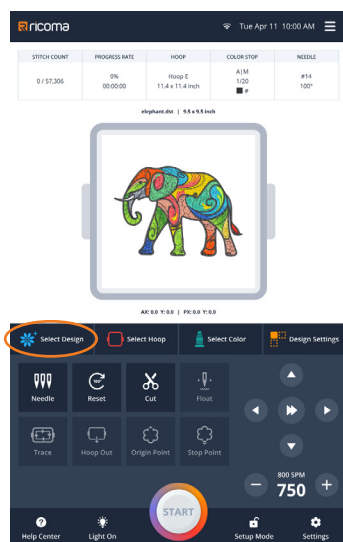 ricoma
Tue Apr 11 10:00 AM
STITCH COUNT PROGRESS RATE HOOP COLOR STOP NEEDLE
0 / 57,306
0%
00:00:00
Hoop E
11.4 x 11.4 inch
A|M
1/20
#
#14
100°
elephant.dst | 9.5 x 9.5 inch
AX: 0.0 Y: 0.0 | PX: 0.0 Y: 0.0
Select Design Select Hoop Select Color Design Settings
Needle
100°
Reset
Cut
Float
Trace
Hoop Out
Origin Point
Stop Point
800 SPM
− 750 +
START
Help Center
Light On
Setup Mode
Settings